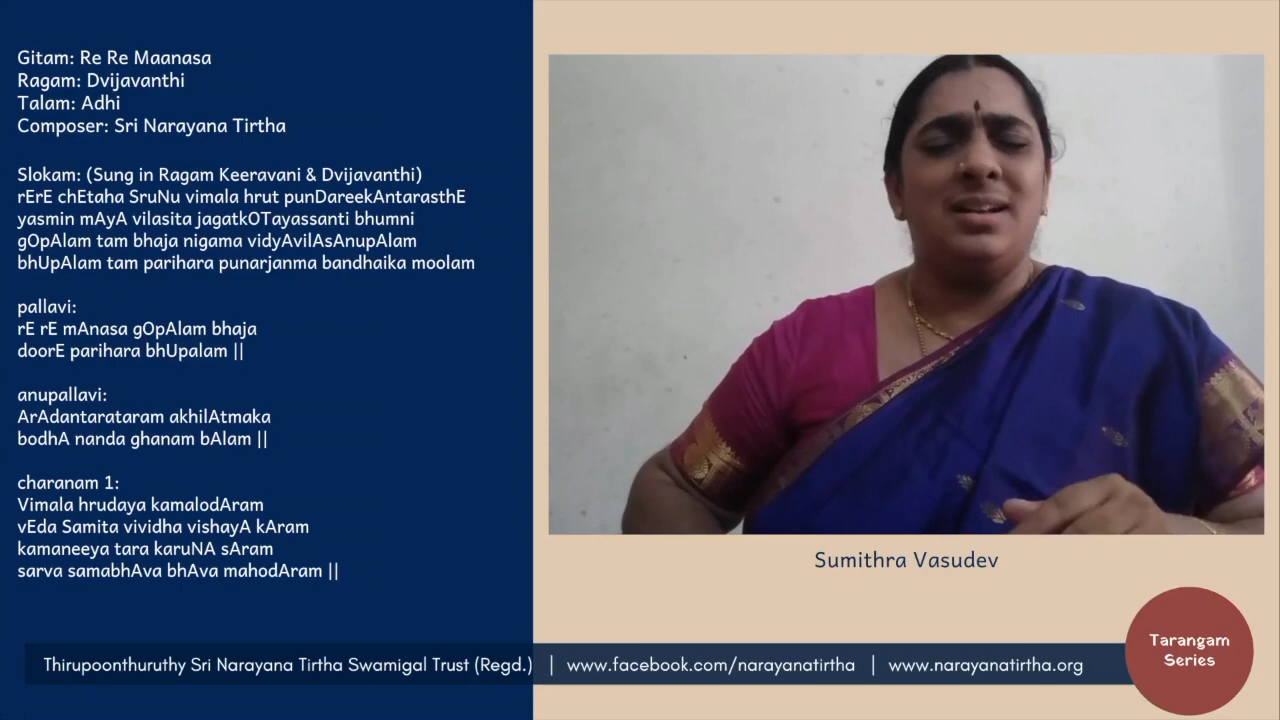 Gitam: Re Re Maanasa
Ragam: Dvijavanthi
Talam: Adhi
Composer: Sri Narayana Tirtha
Slokam: (Sung in Ragam Keeravani & Dvijavanthi)
rErE chEtaha SruNu vimala hrut punDareekAntarasthE
yasmin mAyA vilasita jagatkOTayassanti bhumni
gOpAlam tam bhaja nigama vidyAvilAsAnupAlam
bhUpAlam tam parihara punarjanma bandhaika moolam
pallavi:
rE rE mAnasa gOpAlam bhaja
doorE parihara bhUpalam ||
anupallavi:
ArAdantarataram akhilAtmaka
bodhA nanda ghanam bAlam ||
charanam 1:
Vimala hrudaya kamalodAram
vEda Samita vividha vishayA kAram
kamaneeya tara karuNA sAram
sarva samabhAva bhAva mahodAram ||
Sumithra Vasudev
Thirupoonthuruthy Sri Narayana Tirtha Swamigal Trust (Regd.) | www.facebook.com/narayanatirtha | www.narayanatirtha.org
Tarangam
Series